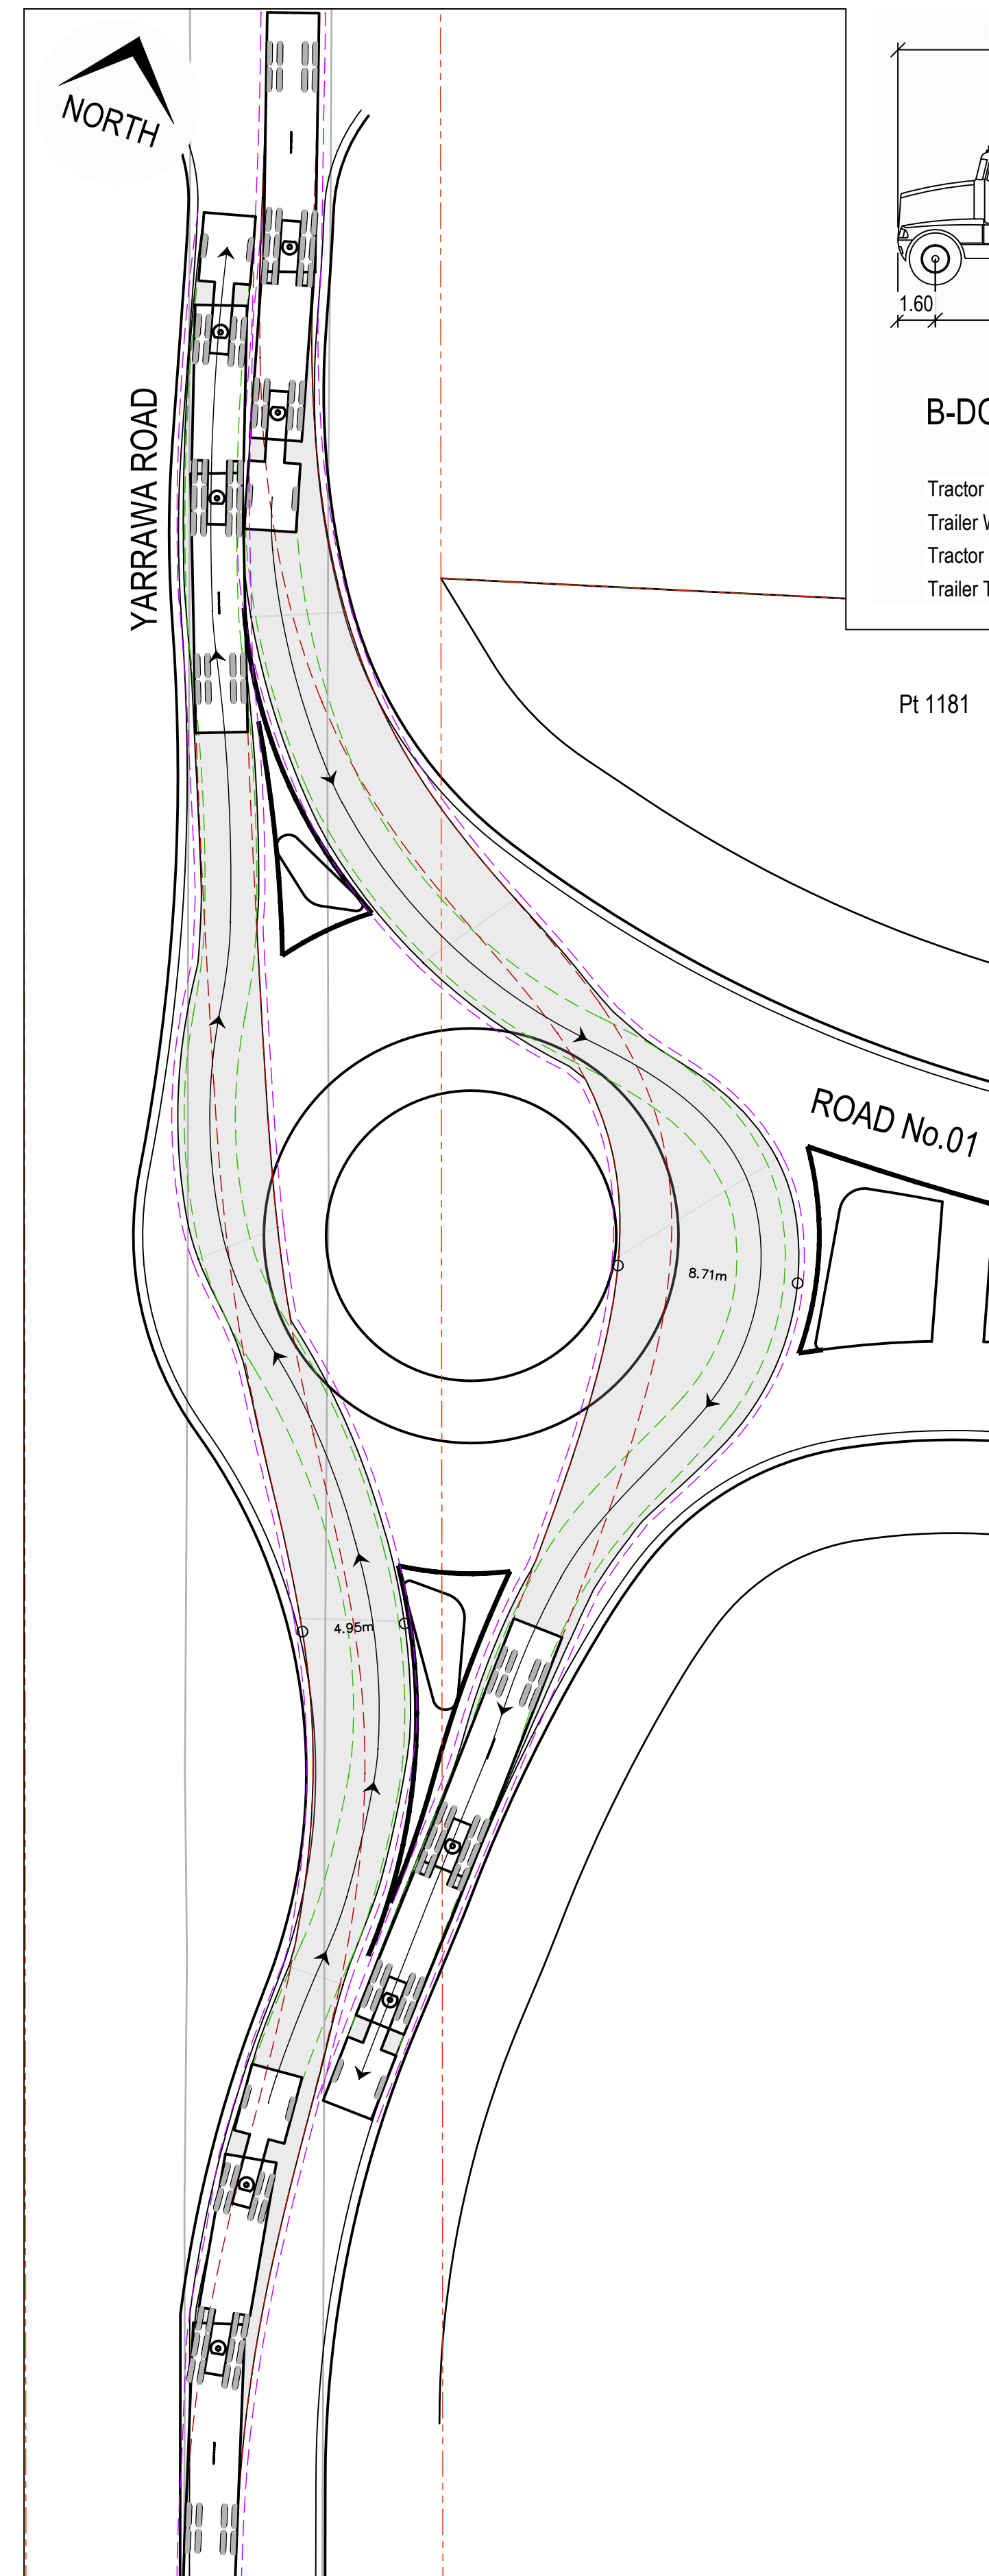 NORTH
1.60
YARRAWA ROAD
B-DO
Tractor
Trailer W
Tractor
Trailer T
Pt 1181
ROAD No.01
8.71m
4.95m